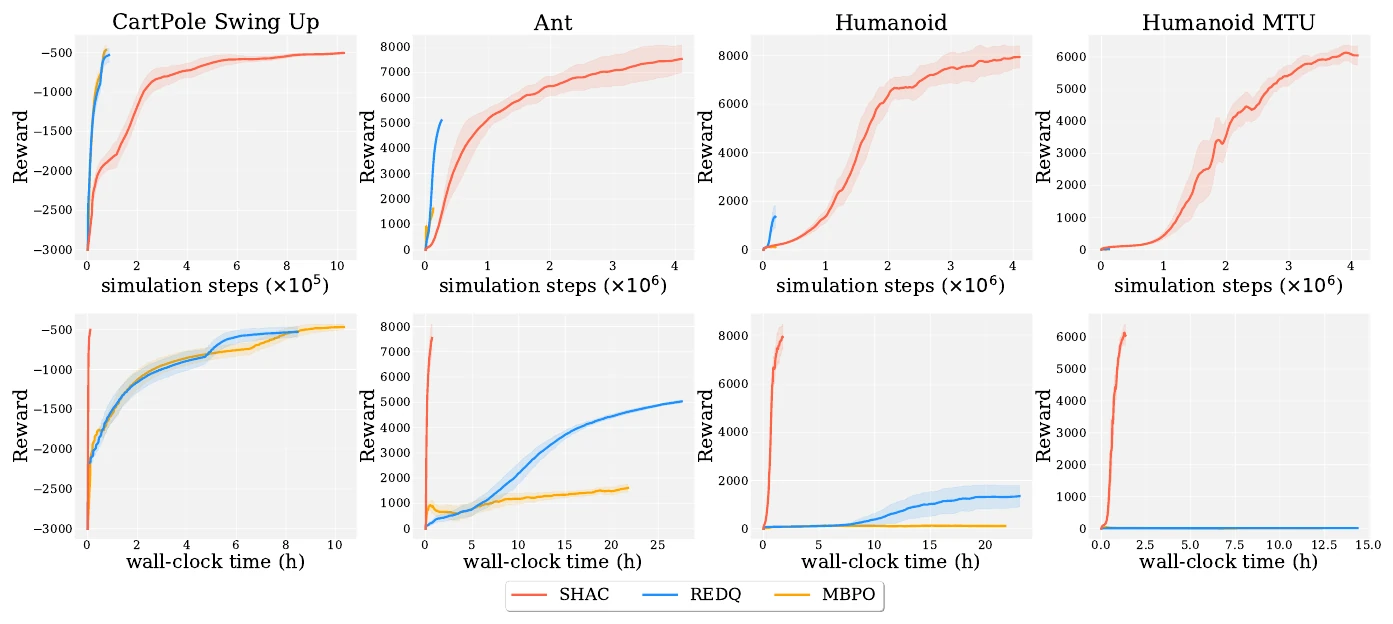 CartPole Swing Up
Ant
Humanoid
Humanoid MTU
Reward
−500
−1000
−1500
−2000
−2500
−3000
0 2 4 6 8 10
simulation steps (×10⁵)
Reward
8000
7000
6000
5000
4000
3000
2000
1000
0
0 1 2 3 4
simulation steps (×10⁶)
Reward
8000
6000
4000
2000
0
0 1 2 3 4
simulation steps (×10⁶)
Reward
6000
5000
4000
3000
2000
1000
0
0 1 2 3 4
simulation steps (×10⁶)
Reward
−500
−1000
−1500
−2000
−2500
−3000
0 2 4 6 8 10
wall-clock time (h)
Reward
8000
7000
6000
5000
4000
3000
2000
1000
0
0 5 10 15 20 25
wall-clock time (h)
Reward
8000
6000
4000
2000
0
0 5 10 15 20
wall-clock time (h)
Reward
6000
5000
4000
3000
2000
1000
0
0.0 2.5 5.0 7.5 10.0 12.5 15.0
wall-clock time (h)
SHAC REDQ MBPO